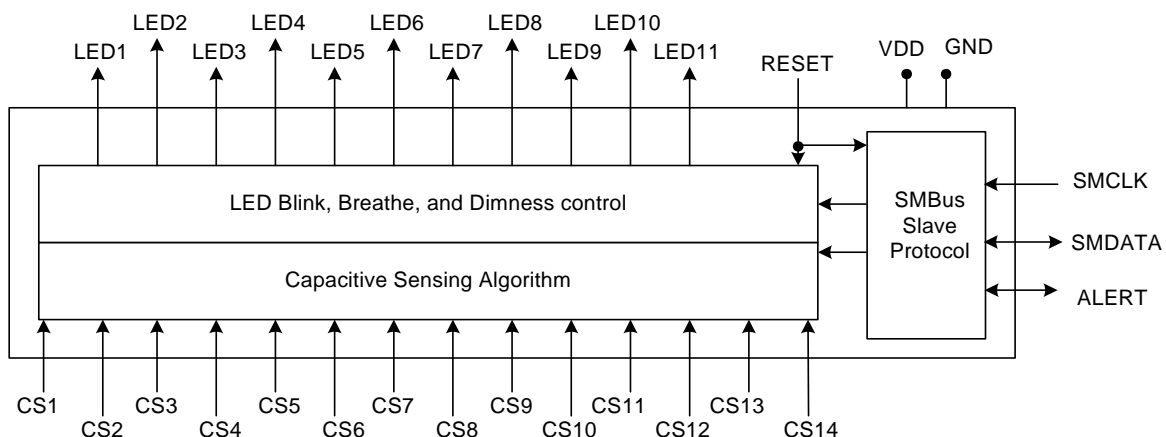 LED2 LED4 LED6 LED8 LED10
LED1 LED3 LED5 LED7 LED9 LED11
RESET
VDD
GND
LED Blink, Breathe, and Dimness control
SMBus
Slave
Protocol
SMCLK
SMDATA
ALERT
Capacitive Sensing Algorithm
CS1 CS3 CS5 CS7 CS9 CS11 CS13
CS2 CS4 CS6 CS8 CS10 CS12 CS14